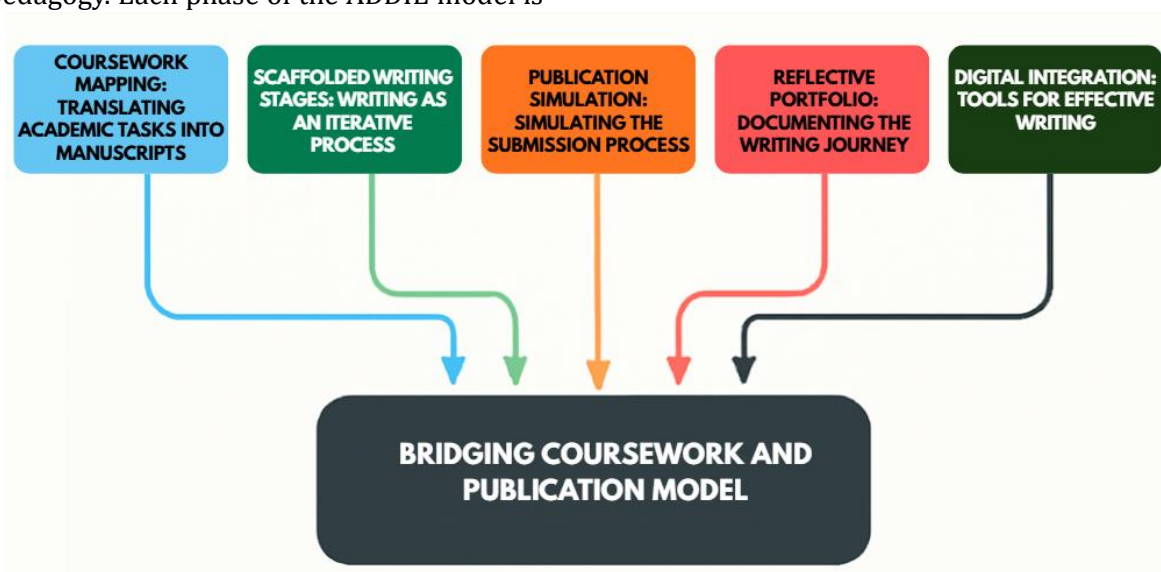 pedagogy. Each phase of the ADDIE model is
COURSEWORK
MAPPING:
TRANSLATING
ACADEMIC TASKS INTO
MANUSCRIPTS
SCAFFOLDED WRITING
STAGES: WRITING AS
AN ITERATIVE
PROCESS
PUBLICATION
SIMULATION:
SIMULATING THE
SUBMISSION PROCESS
REFLECTIVE
PORTFOLIO:
DOCUMENTING THE
WRITING JOURNEY
DIGITAL INTEGRATION:
TOOLS FOR EFFECTIVE
WRITING
BRIDGING COURSEWORK AND
PUBLICATION MODEL